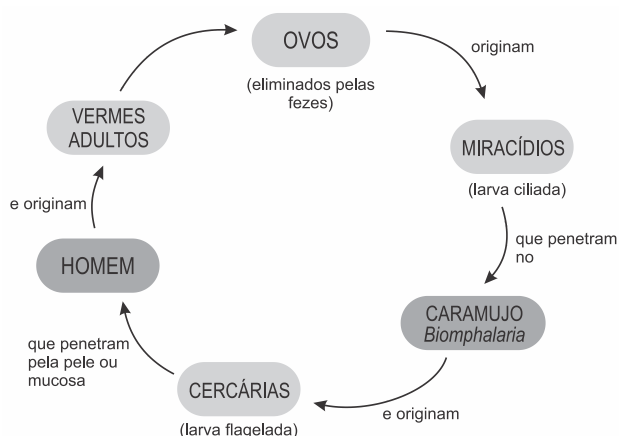 OVOS
(eliminados pelas
fezes)
originam
MIRACÍDIOS
(larva ciliada)
que penetram
no
CARAMUJO
Biomphalaria
e originam
CERCÁRIAS
(larva flagelada)
que penetram
pela pele ou
mucosa
HOMEM
e originam
VERMES
ADULTOS